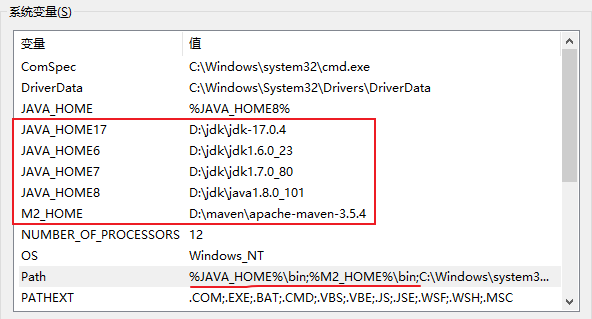 系统变量(S)
变量 值
ComSpec C:\Windows\system32\cmd.exe
DriverData C:\Windows\System32\Drivers\DriverData
JAVA_HOME %JAVA_HOME8%
JAVA_HOME17 D:\jdk\jdk-17.0.4
JAVA_HOME6 D:\jdk\jdk1.6.0_23
JAVA_HOME7 D:\jdk\jdk1.7.0_80
JAVA_HOME8 D:\jdk\java1.8.0_101
M2_HOME D:\maven\apache-maven-3.5.4
NUMBER_OF_PROCESSORS 12
OS Windows_NT
Path %JAVA_HOME%\bin;%M2_HOME%\bin;C:\Windows\system3...
PATHEXT .COM;.EXE;.BAT;.CMD;.VBS;.VBE;.JS;.JSE;.WSF;.WSH;.MSC